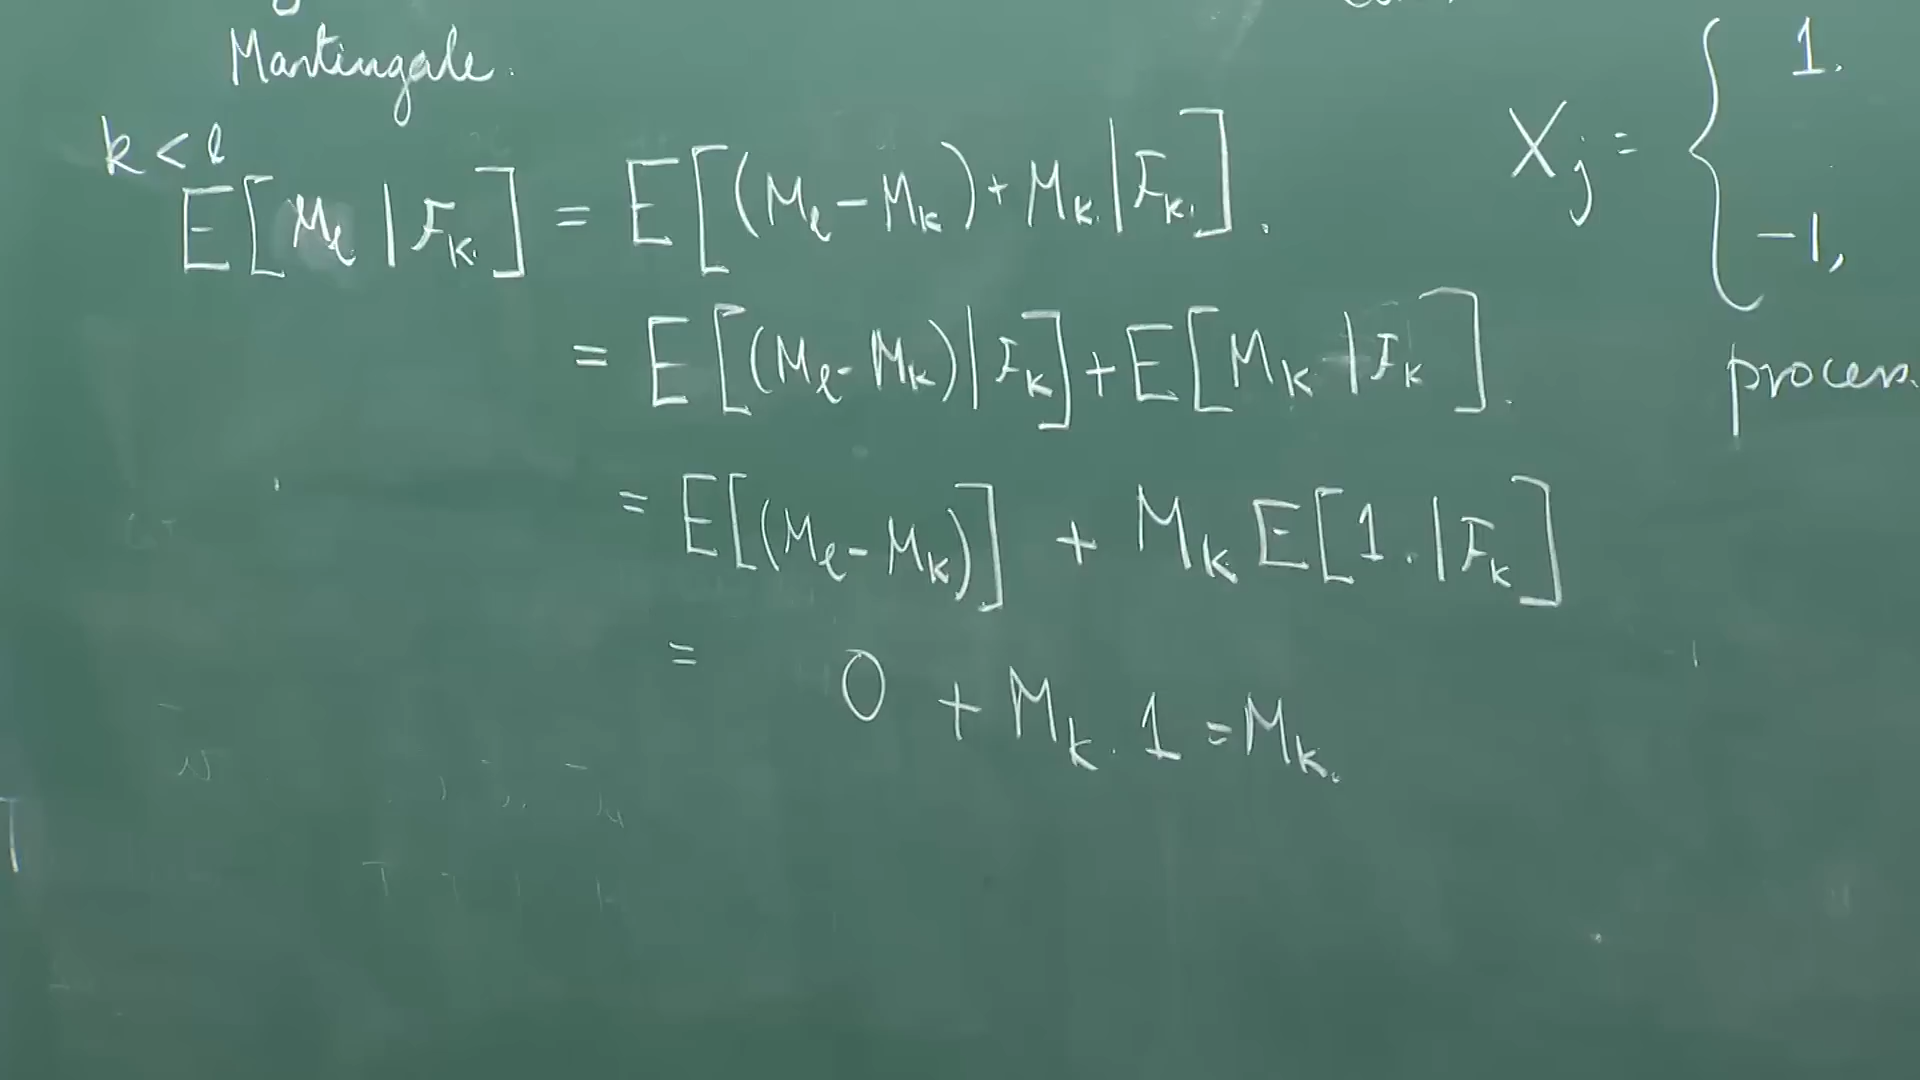 Martingale.
k < l
E[M_l | F_k.] = E[(M_l - M_k) + M_k. | F_k.].
= E[(M_l - M_k) | F_k] + E[M_k | F_k].
= E[(M_l - M_k)] + M_k E[1. | F_k]
= 0 + M_k . 1 = M_k.
X_j = { 1.
-1,
process.